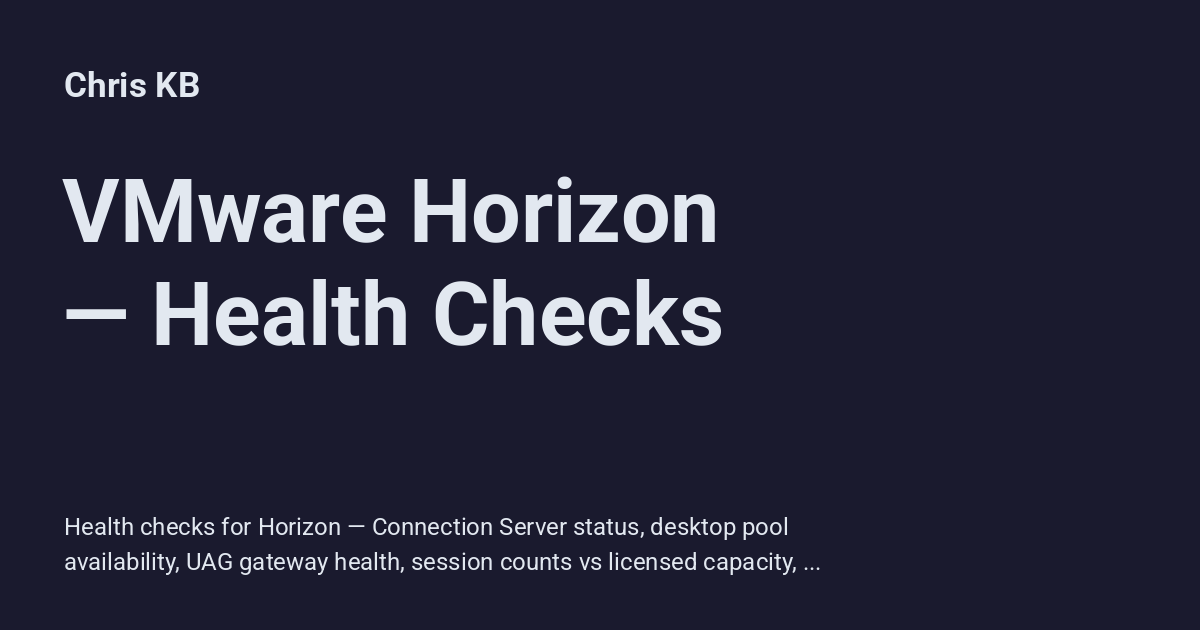 Chris KB
VMware Horizon
— Health Checks
Health checks for Horizon — Connection Server status, desktop pool
availability, UAG gateway health, session counts vs licensed capacity, ...